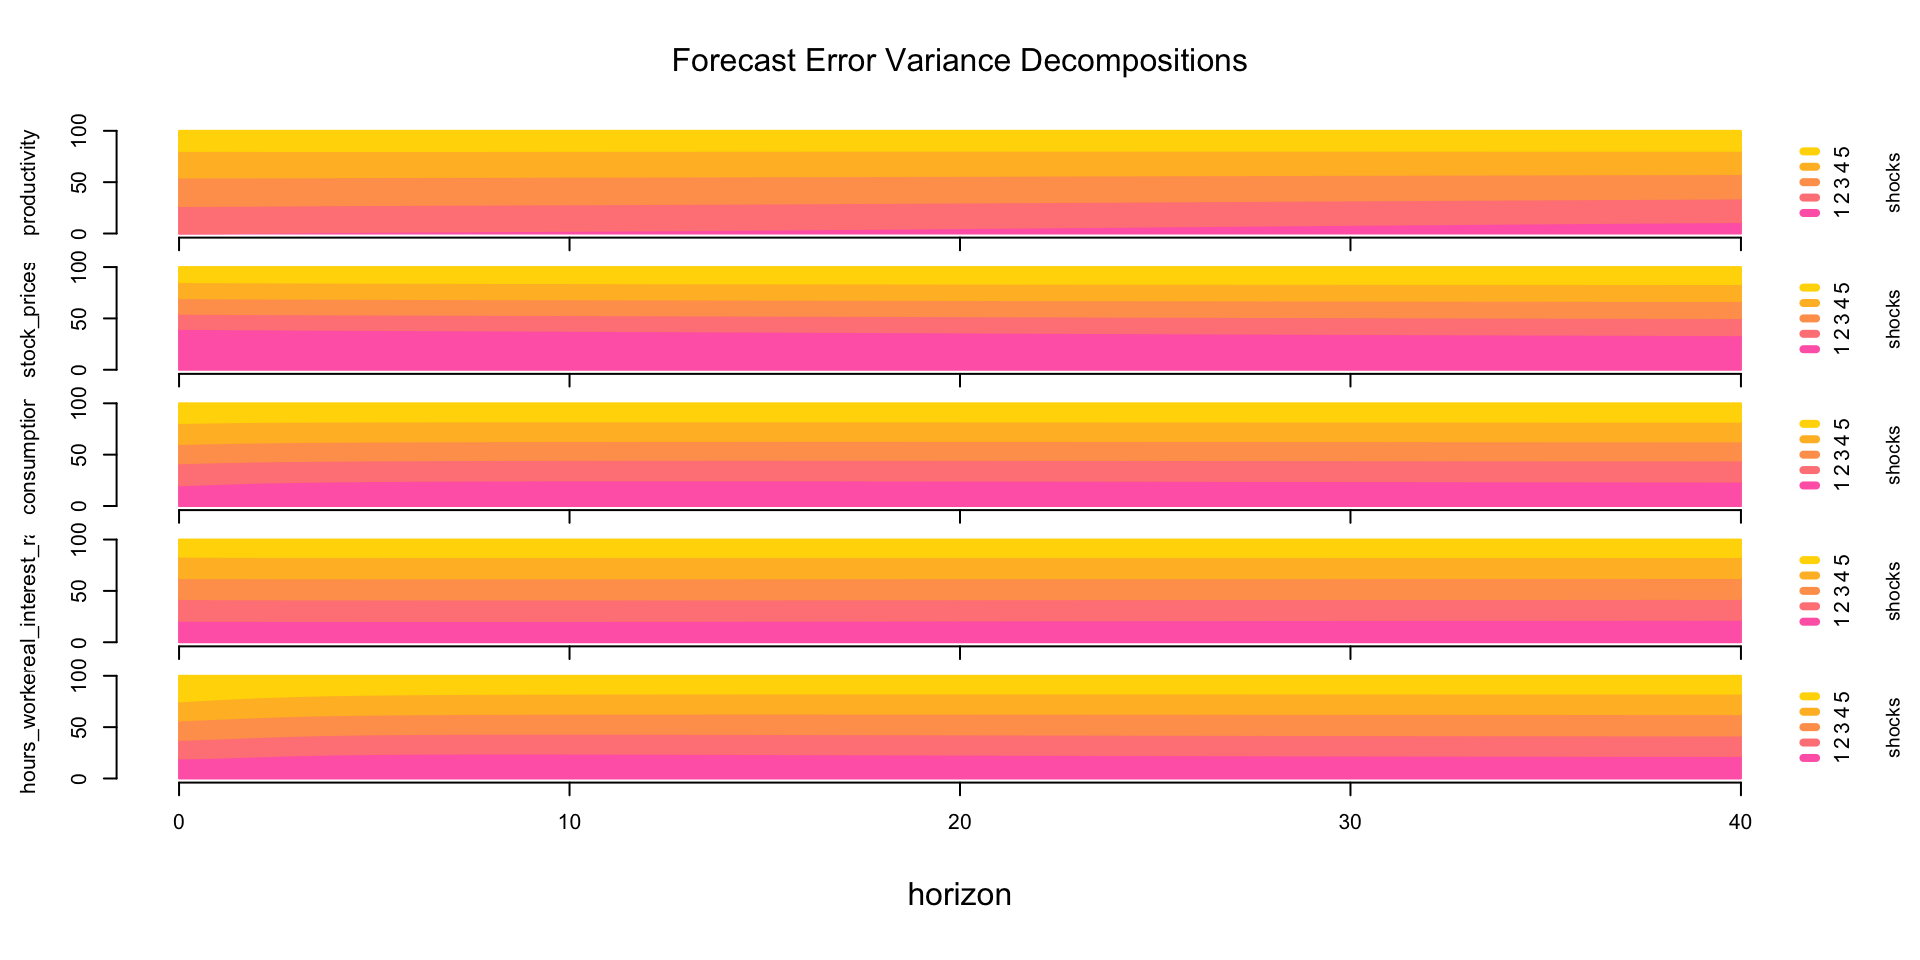 Forecast Error Variance Decompositions
productivity
0 50 100
1 2 3 4 5
shocks
stock_prices
0 50 100
1 2 3 4 5
shocks
consumption
0 50 100
1 2 3 4 5
shocks
real_interest_ra
0 50 100
1 2 3 4 5
shocks
hours_worke
0 50 100
1 2 3 4 5
shocks
0 10 20 30 40
horizon